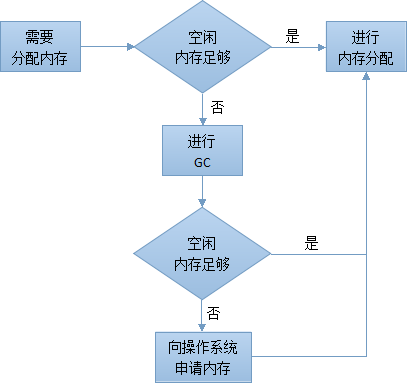 需要
分配内存
空闲
内存足够
是
进行
内存分配
否
进行
GC
空闲
内存足够
是
否
向操作系统
申请内存